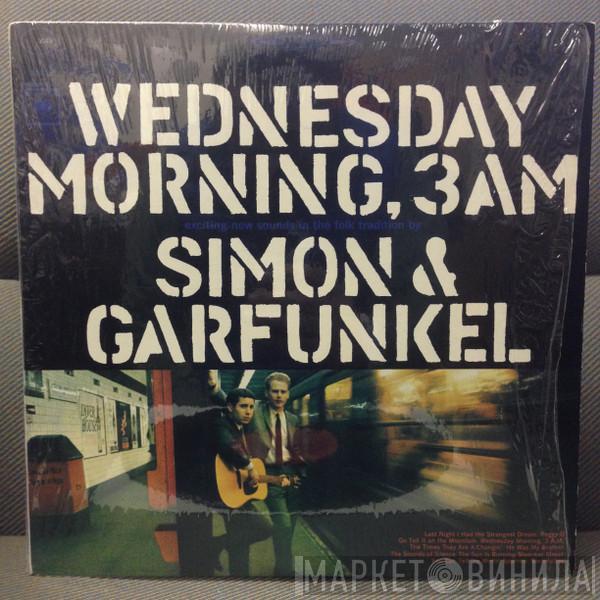 WEDNESDAY
MORNING, 3AM
exciting new sounds in the folk tradition by
SIMON &
GARFUNKEL
Last Night I Had the Strangest Dream. Peggy-O
Go Tell It on the Mountain. Wednesday Morning, 3 A.M.
The Times They Are A-Changin'. He Was My Brother
The Sounds of Silence. The Sun Is Burning
МАРКЕТ ВИНИЛА